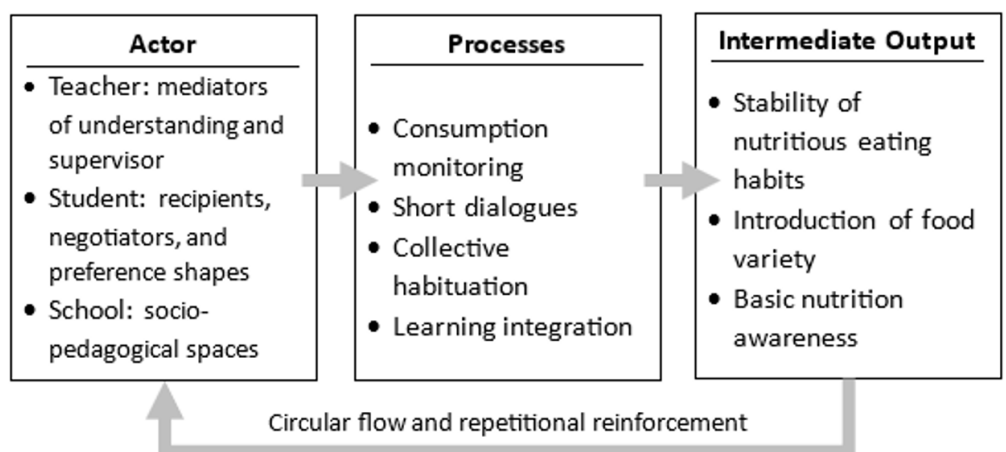 Actor
• Teacher: mediators
of understanding and
supervisor
• Student: recipients,
negotiators, and
preference shapes
• School: socio-
pedagogical spaces
Processes
• Consumption
monitoring
• Short dialogues
• Collective
habituation
• Learning integration
Intermediate Output
• Stability of
nutritious eating
habits
• Introduction of food
variety
• Basic nutrition
awareness
Circular flow and repetitional reinforcement